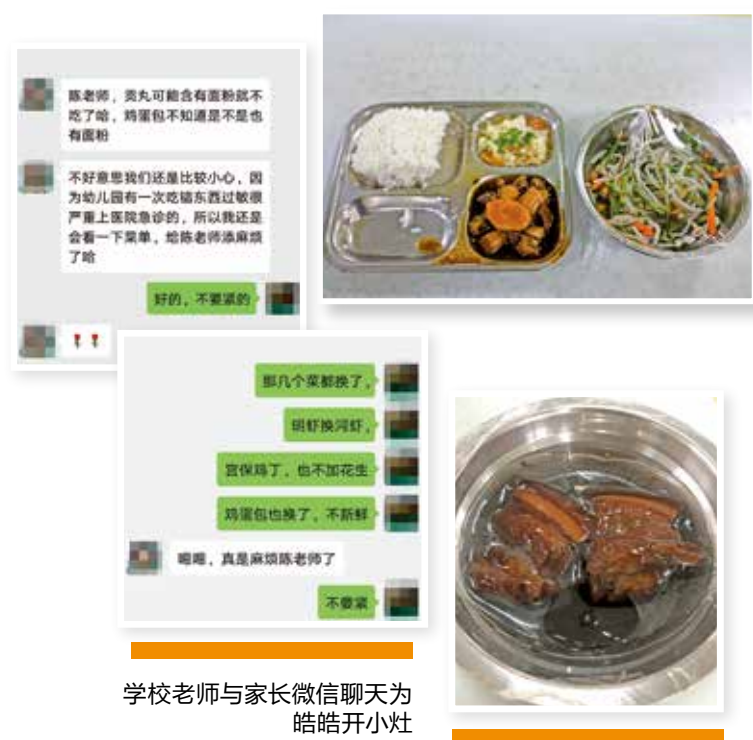 陈老师，贡丸可能含有面粉就不
吃了哈，鸡蛋包不知道是不是也
有面粉
不好意思我们还是比较小心，因
为幼儿园有一次吃错东西过敏很
严重上医院急诊的，所以我还是
会看一下菜单，给陈老师添麻烦
了哈
好的，不要紧的
那几个菜都换了，
明虾换河虾，
宫保鸡丁，也不加花生
鸡蛋包也换了，不新鲜
嗯嗯，真是麻烦陈老师了
不要紧
学校老师与家长微信聊天为
皓皓开小灶